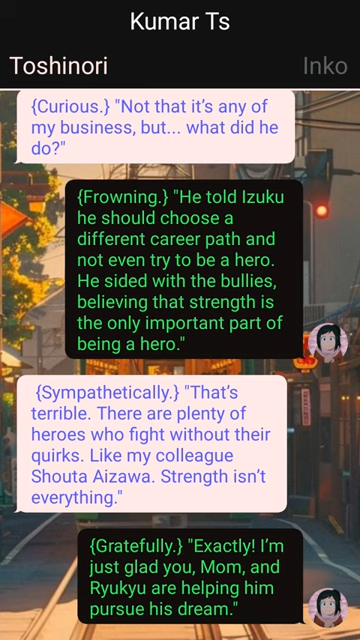 Kumar Ts
Toshinori
Inko
{Curious.} "Not that it's any of
my business, but... what did he
do?"
{Frowning.} "He told Izuku
he should choose a
different career path and
not even try to be a hero.
He sided with the bullies,
believing that strength is
the only important part of
being a hero."
{Sympathetically.} "That's
terrible. There are plenty of
heroes who fight without their
quirks. Like my colleague
Shouta Aizawa. Strength isn't
everything."
{Gratefully.} "Exactly! I'm
just glad you, Mom, and
Ryukyu are helping him
pursue his dream."